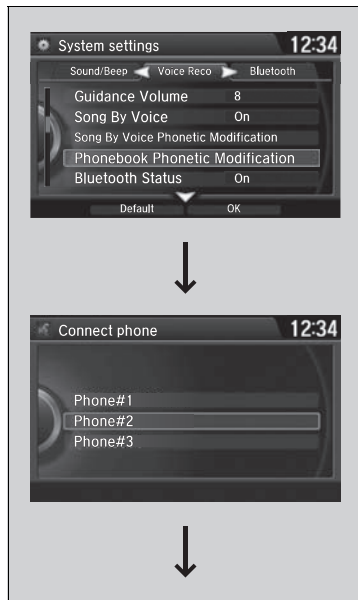 System settings 12:34
Sound/Beep Voice Reco Bluetooth
Guidance Volume 8
Song By Voice On
Song By Voice Phonetic Modification
Phonebook Phonetic Modification
Bluetooth Status On
Default OK
Connect phone 12:34
Phone#1
Phone#2
Phone#3